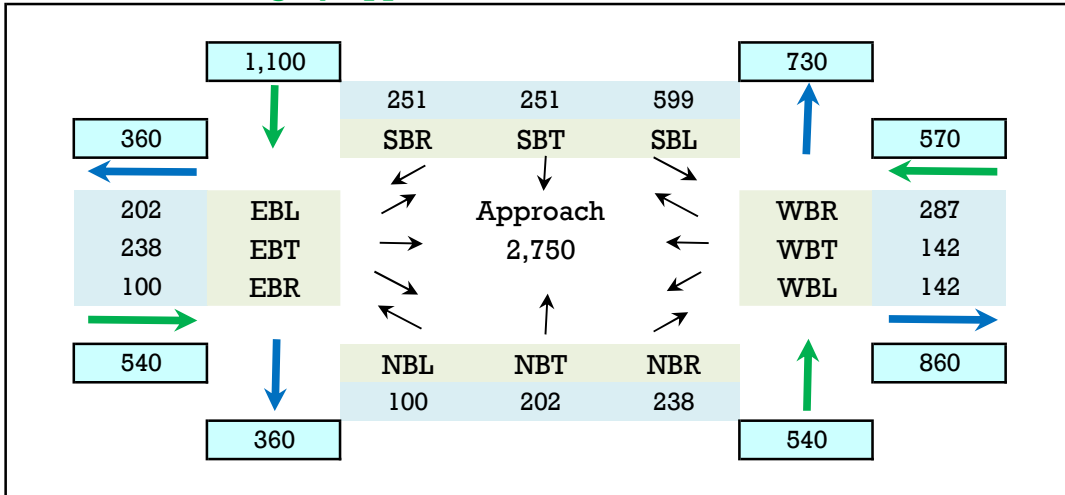 1,100 730
251 251 599
360 SBR SBT SBL 570
202 EBL Approach WBR 287
238 EBT 2,750 WBT 142
100 EBR WBL 142
540 NBL NBT NBR 860
100 202 238
360 540